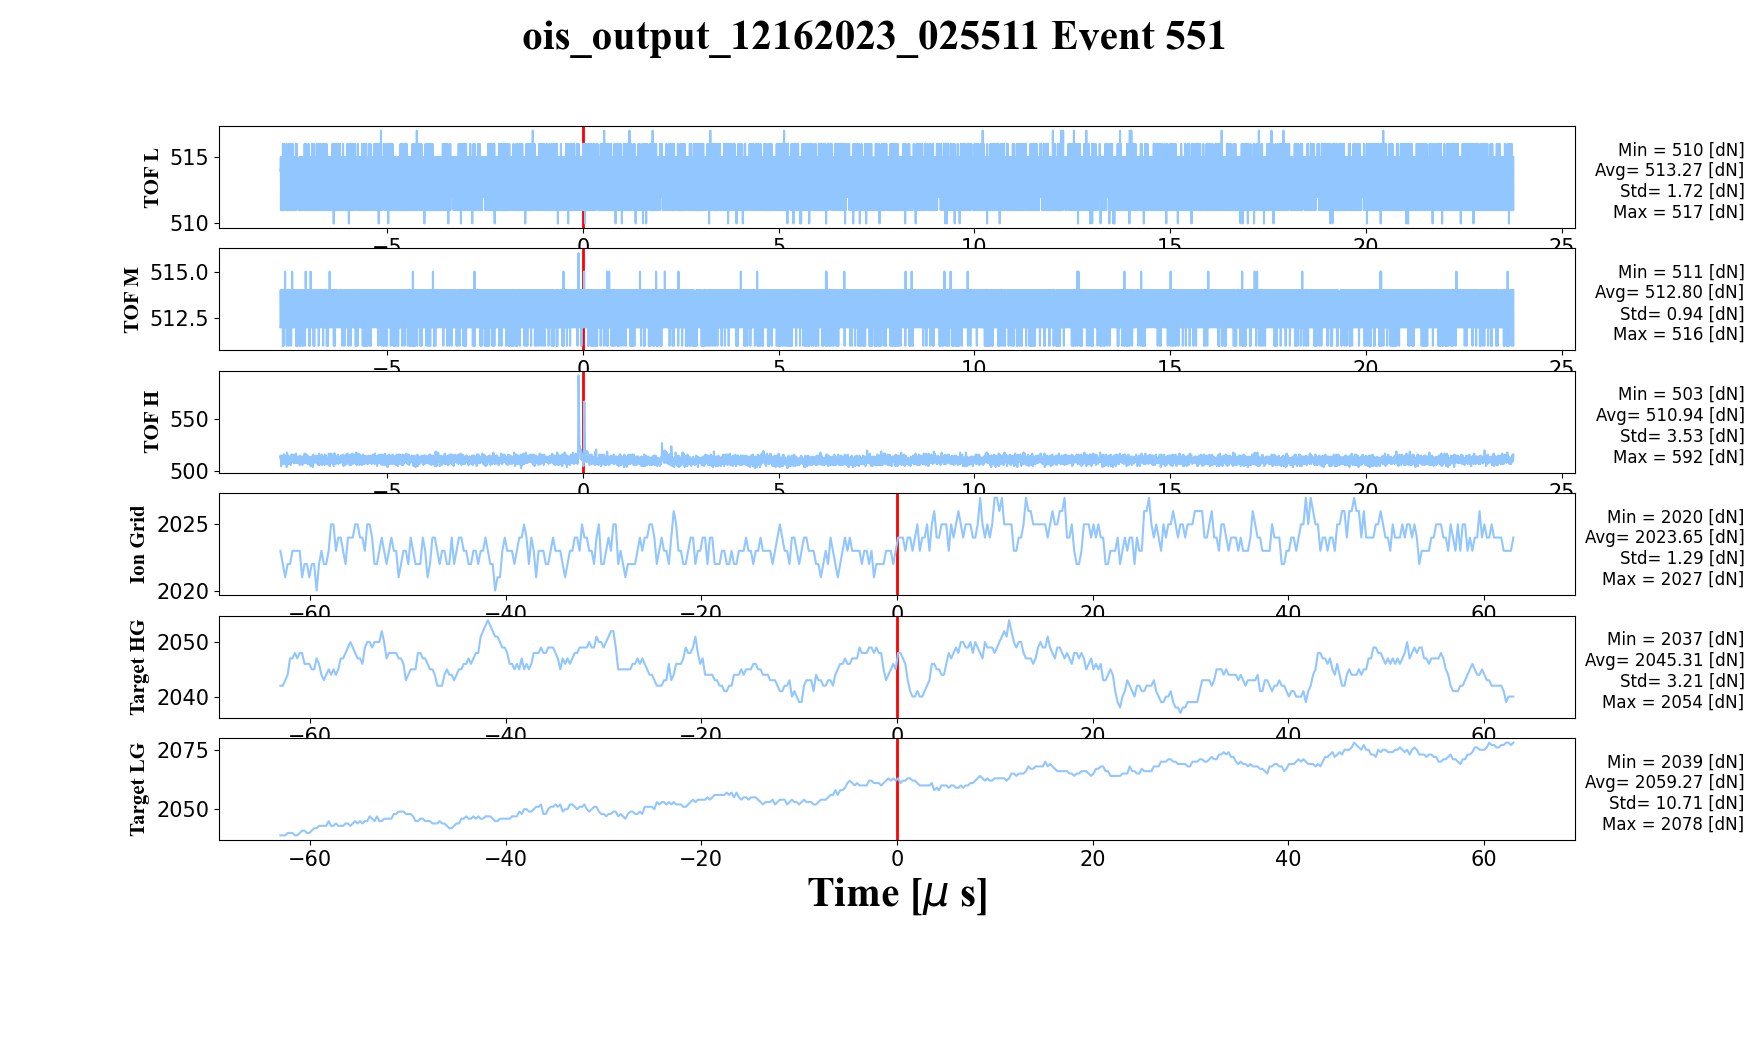 ois_output_12162023_025511 Event 551
TOF L
515
510
−5 0 5 10 15 20 25
Min = 510 [dN]
Avg= 513.27 [dN]
Std= 1.72 [dN]
Max = 517 [dN]
TOF M
515.0
512.5
−5 0 5 10 15 20 25
Min = 511 [dN]
Avg= 512.80 [dN]
Std= 0.94 [dN]
Max = 516 [dN]
TOF H
550
500
−5 0 5 10 15 20 25
Min = 503 [dN]
Avg= 510.94 [dN]
Std= 3.53 [dN]
Max = 592 [dN]
Ion Grid
2025
2020
−60 −40 −20 0 20 40 60
Min = 2020 [dN]
Avg= 2023.65 [dN]
Std= 1.29 [dN]
Max = 2027 [dN]
Target HG
2050
2040
−60 −40 −20 0 20 40 60
Min = 2037 [dN]
Avg= 2045.31 [dN]
Std= 3.21 [dN]
Max = 2054 [dN]
Target LG
2075
2050
−60 −40 −20 0 20 40 60
Min = 2039 [dN]
Avg= 2059.27 [dN]
Std= 10.71 [dN]
Max = 2078 [dN]
Time [μ s]